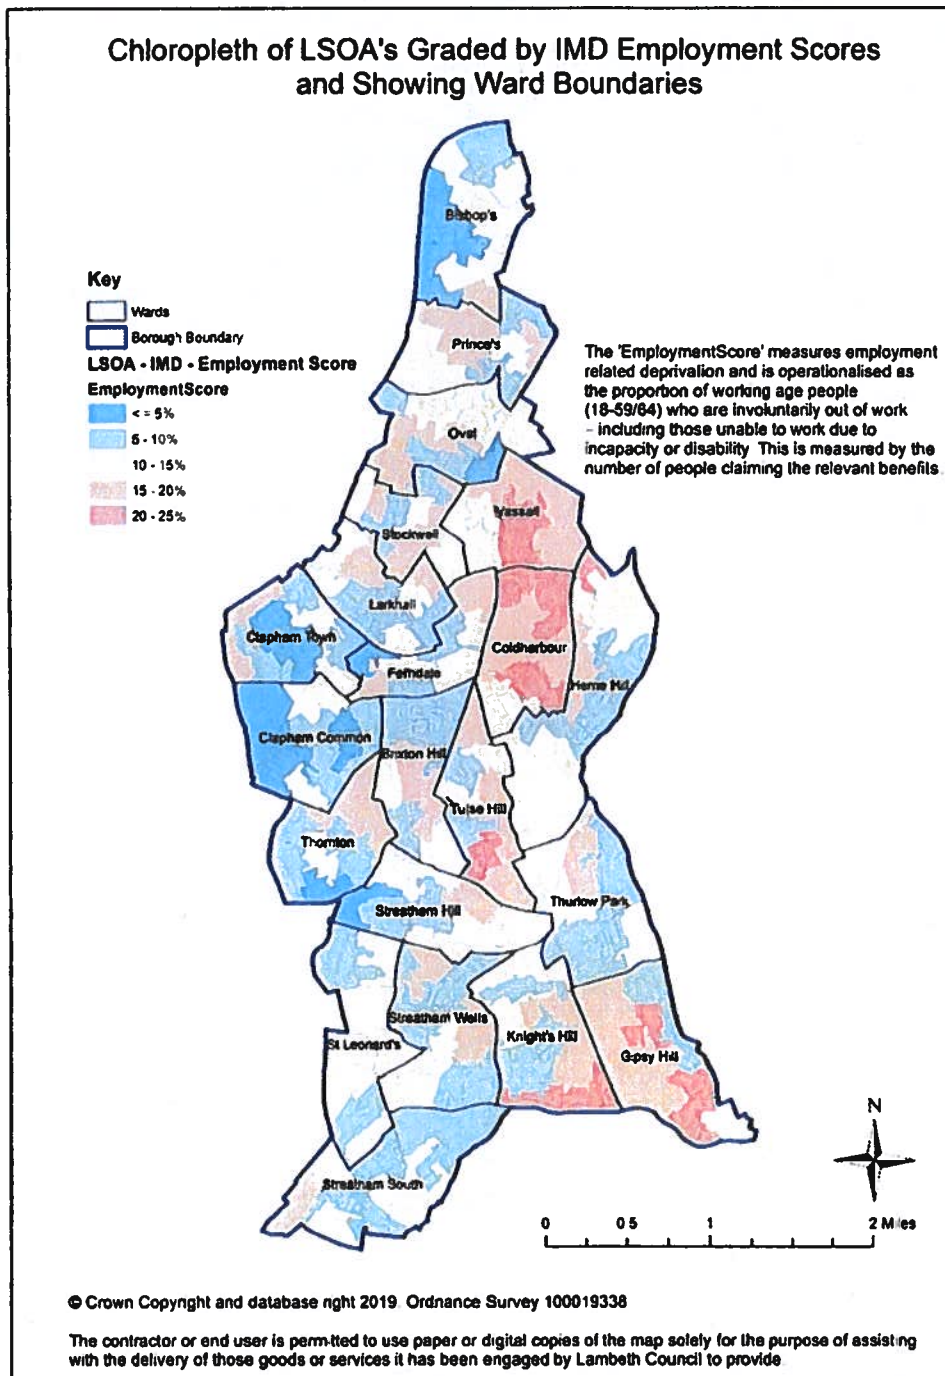 Chloropleth of LSOA's Graded by IMD Employment Scores
and Showing Ward Boundaries
Bishop's
Key
Wards
Borough Boundary
LSOA - IMD - Employment Score
EmploymentScore
< = 5%
5 - 10%
10 - 15%
15 - 20%
20 - 25%
Prince's
The 'EmploymentScore' measures employment
related deprivation and is operationalised as
the proportion of working age people
(18-59/64) who are involuntarily out of work
- including those unable to work due to
incapacity or disability This is measured by the
number of people claiming the relevant benefits
Oval
Vassall
Stockwell
Larkhall
Clapham Town
Coldharbour
Ferndale
Herne Hill
Clapham Common
Brixton Hill
Tulse Hill
Thornton
Thurlow Park
Streatham Hill
Streatham Wells
Knight's Hill
St Leonard's
Gipsy Hill
N
Streatham South
0 0 5 1 2 Miles
© Crown Copyright and database right 2019. Ordnance Survey 100019338
The contractor or end user is permitted to use paper or digital copies of the map solely for the purpose of assisting
with the delivery of those goods or services it has been engaged by Lambeth Council to provide